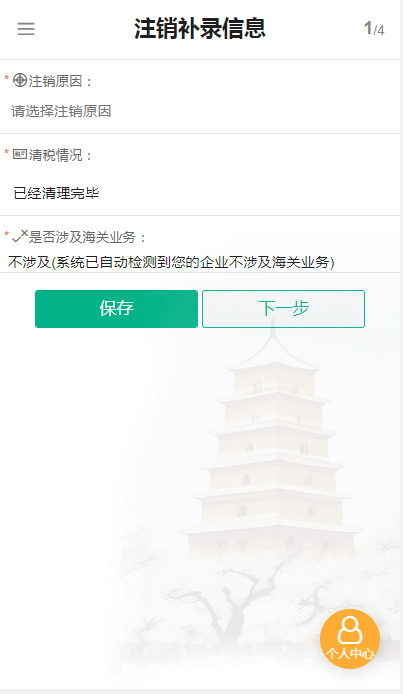 注销补录信息
1/4
* 注销原因：
请选择注销原因
* 清税情况：
已经清理完毕
* 是否涉及海关业务：
不涉及(系统已自动检测到您的企业不涉及海关业务)
保存
下一步
个人中心